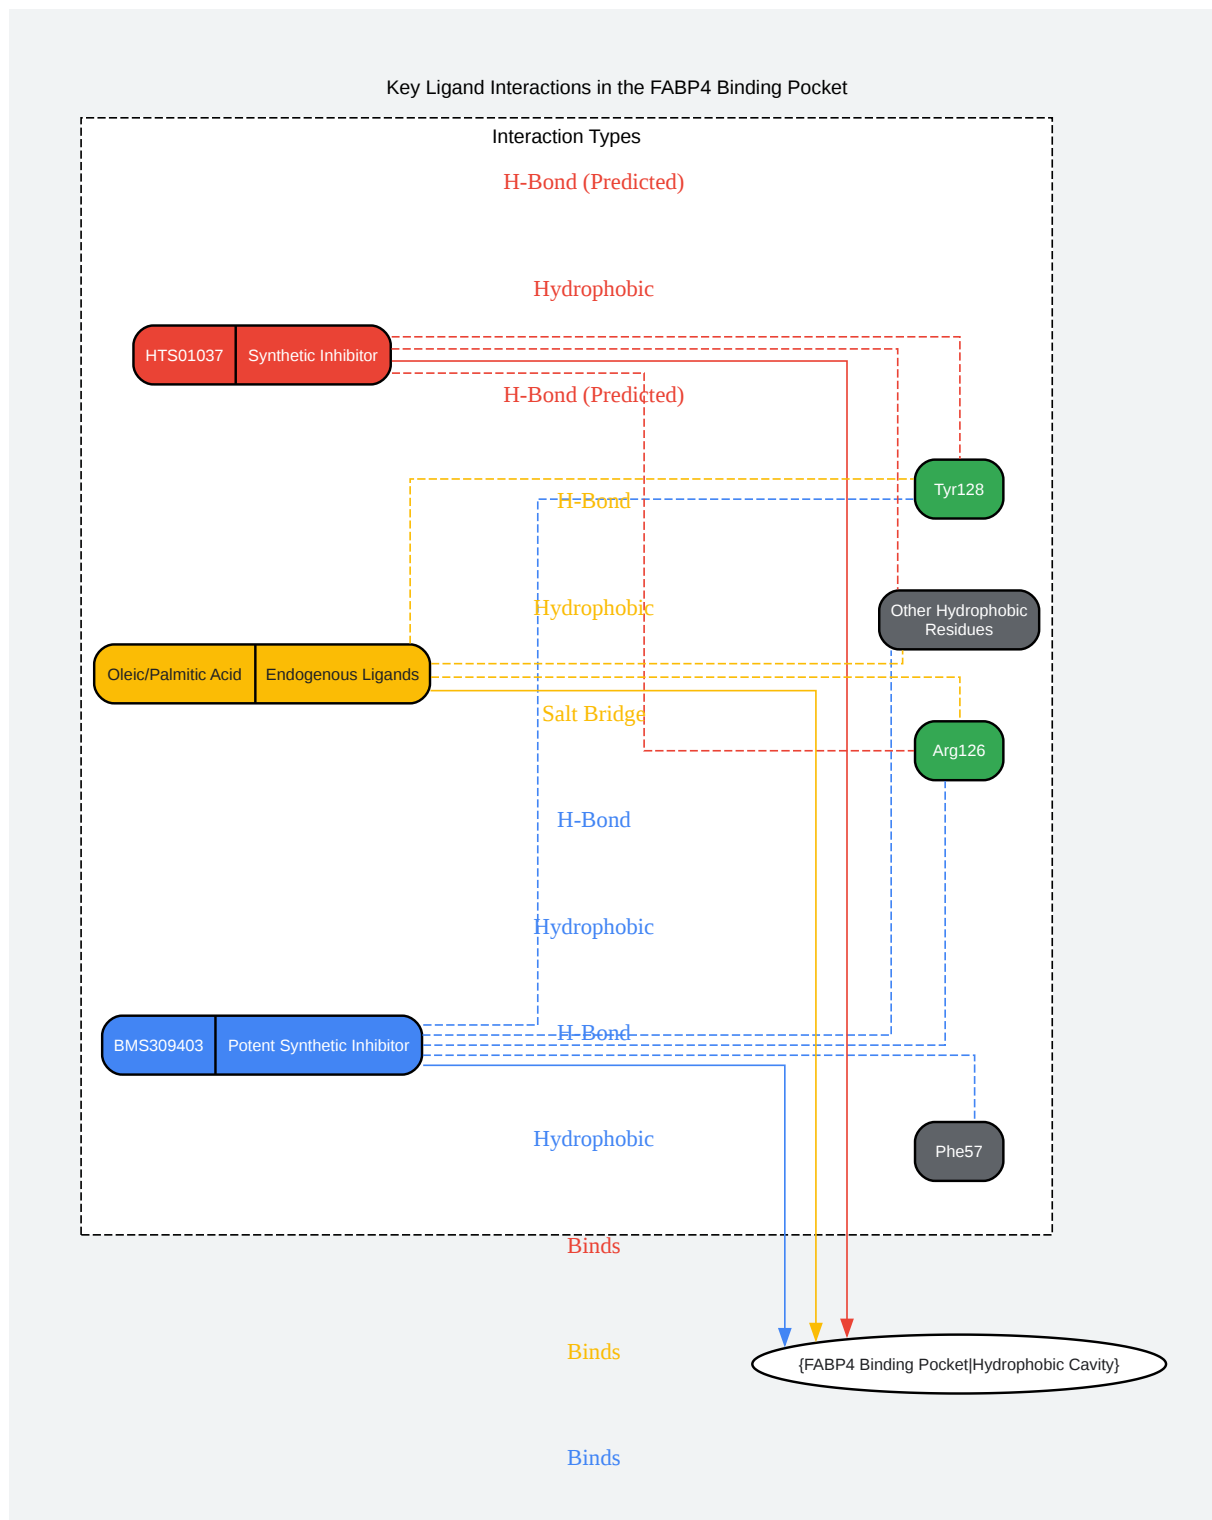 Key Ligand Interactions in the FABP4 Binding Pocket
Interaction Types
H-Bond (Predicted)
Hydrophobic
HTS01037
Synthetic Inhibitor
H-Bond (Predicted)
Tyr128
H-Bond
Hydrophobic
Other Hydrophobic
Residues
Oleic/Palmitic Acid
Endogenous Ligands
Salt Bridge
Arg126
H-Bond
Hydrophobic
H-Bond
BMS309403
Potent Synthetic Inhibitor
Hydrophobic
Phe57
Binds
Binds
{FABP4 Binding Pocket|Hydrophobic Cavity}
Binds